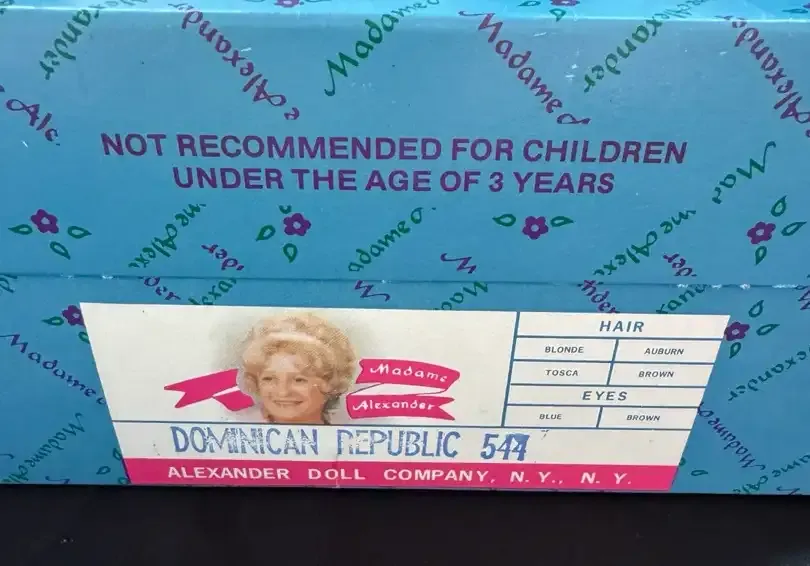 NOT RECOMMENDED FOR CHILDREN
UNDER THE AGE OF 3 YEARS
Madame
Alexander
HAIR
BLONDE AUBURN
TOSCA BROWN
EYES
BLUE BROWN
DOMINICAN REPUBLIC 544
ALEXANDER DOLL COMPANY, N.Y., N.Y.